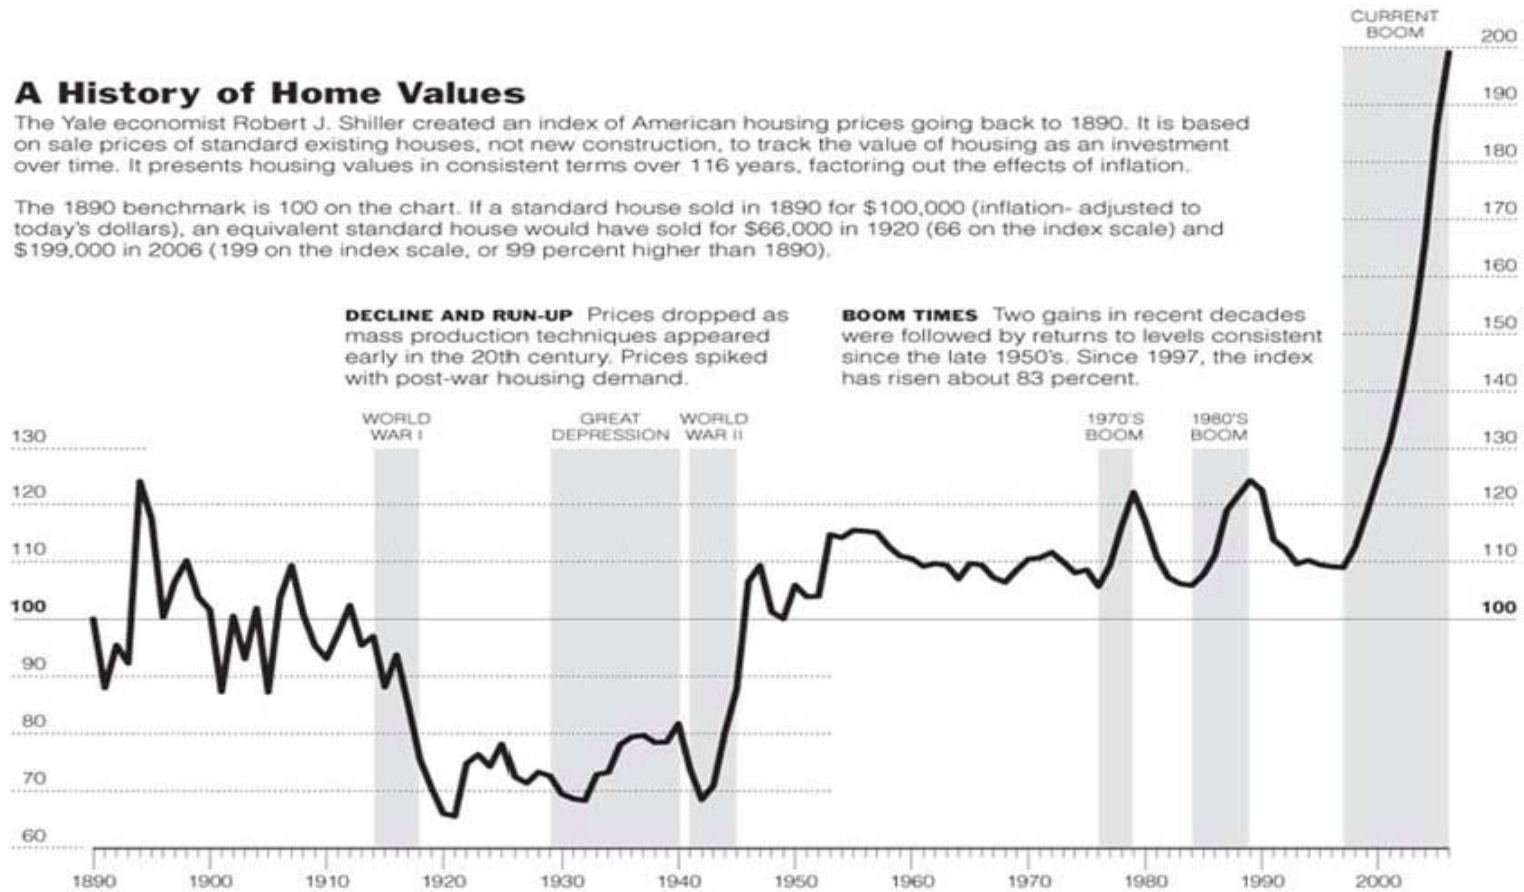 CURRENT
BOOM
A History of Home Values
The Yale economist Robert J. Shiller created an index of American housing prices going back to 1890. It is based
on sale prices of standard existing houses, not new construction, to track the value of housing as an investment
over time. It presents housing values in consistent terms over 116 years, factoring out the effects of inflation.
The 1890 benchmark is 100 on the chart. If a standard house sold in 1890 for $100,000 (inflation- adjusted to
today's dollars), an equivalent standard house would have sold for $66,000 in 1920 (66 on the index scale) and
$199,000 in 2006 (199 on the index scale, or 99 percent higher than 1890).
DECLINE AND RUN-UP Prices dropped as
mass production techniques appeared
early in the 20th century. Prices spiked
with post-war housing demand.
BOOM TIMES Two gains in recent decades
were followed by returns to levels consistent
since the late 1950's. Since 1997, the index
has risen about 83 percent.
WORLD
WAR I
GREAT
DEPRESSION
WORLD
WAR II
1970'S
BOOM
1980'S
BOOM
130
120
110
100
90
80
70
60
200
190
180
170
160
150
140
130
120
110
100
1890 1900 1910 1920 1930 1940 1950 1960 1970 1980 1990 2000